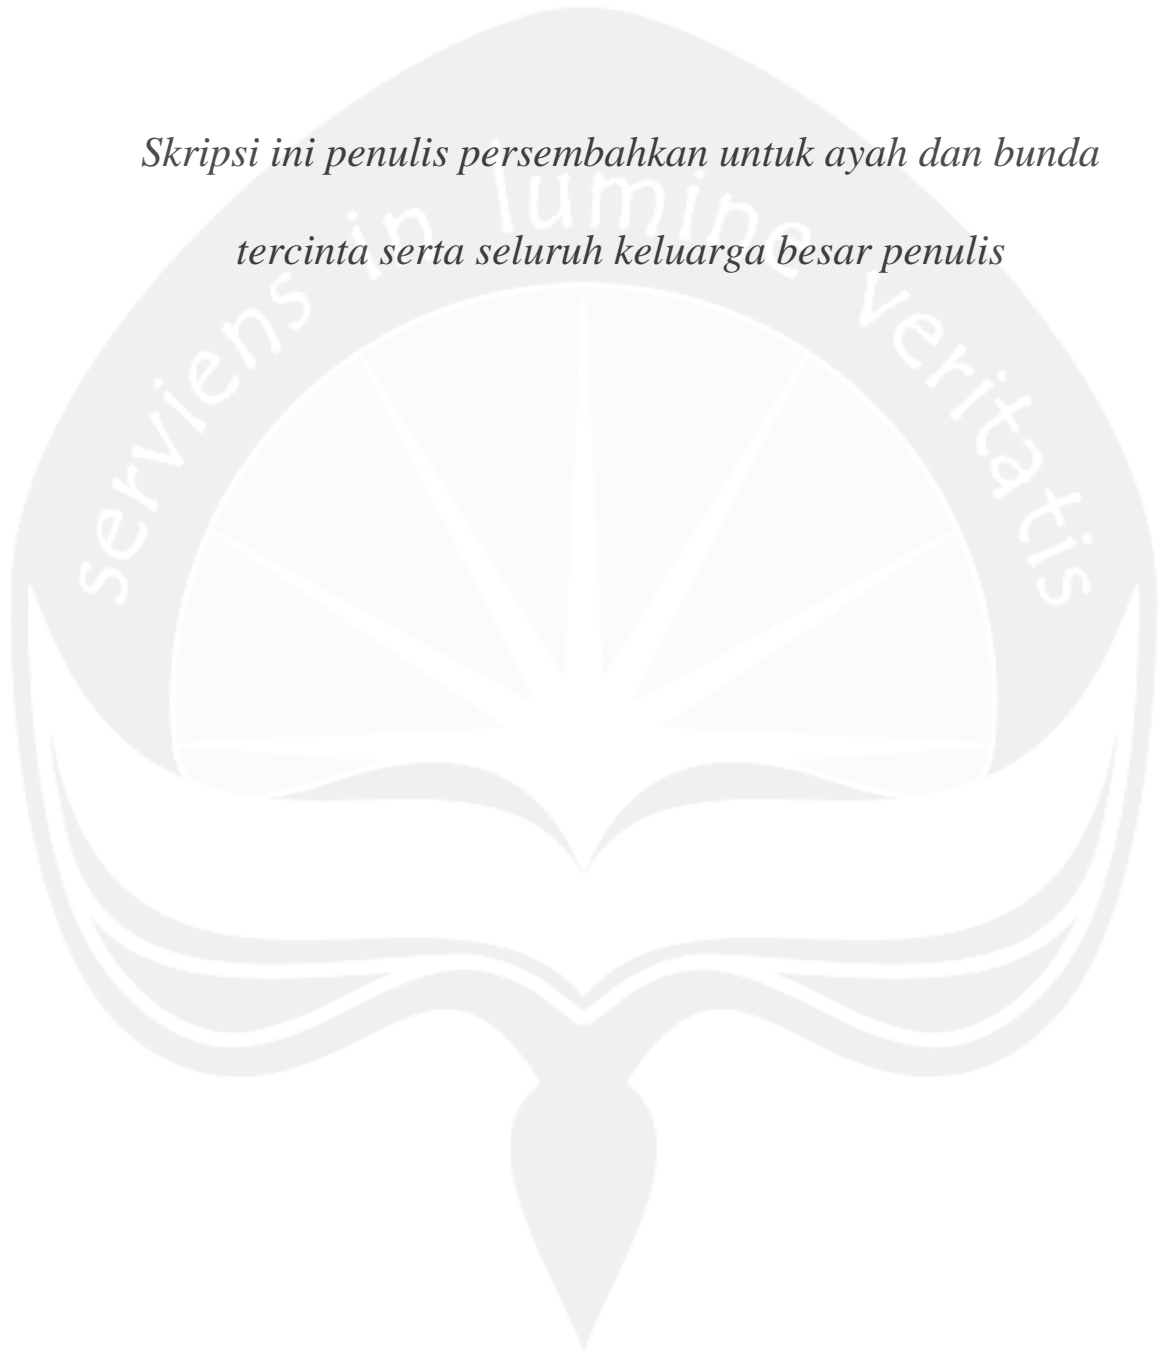 Skripsi ini penulis persembahkan untuk ayah dan bunda
tercinta serta seluruh keluarga besar penulis
serviens in lumine veritatis